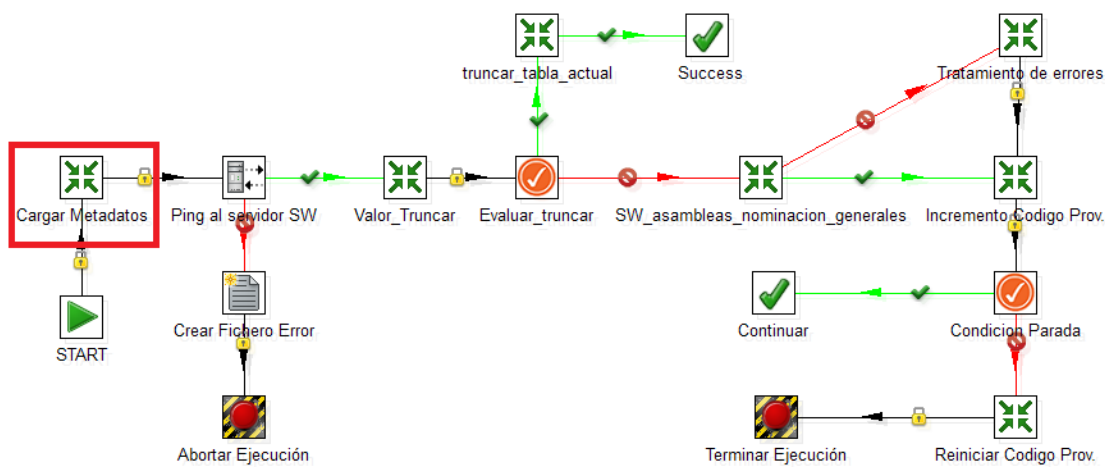 truncar_tabla_actual
Success
Tratamiento de errores
Cargar Metadatos
Ping al servidor SW
Valor_Truncar
Evaluar_truncar
SW_asambleas_nominacion_generales
Incremento Codigo Prov.
START
Crear Fichero Error
Continuar
Condicion Parada
Abortar Ejecución
Terminar Ejecución
Reiniciar Codigo Prov.